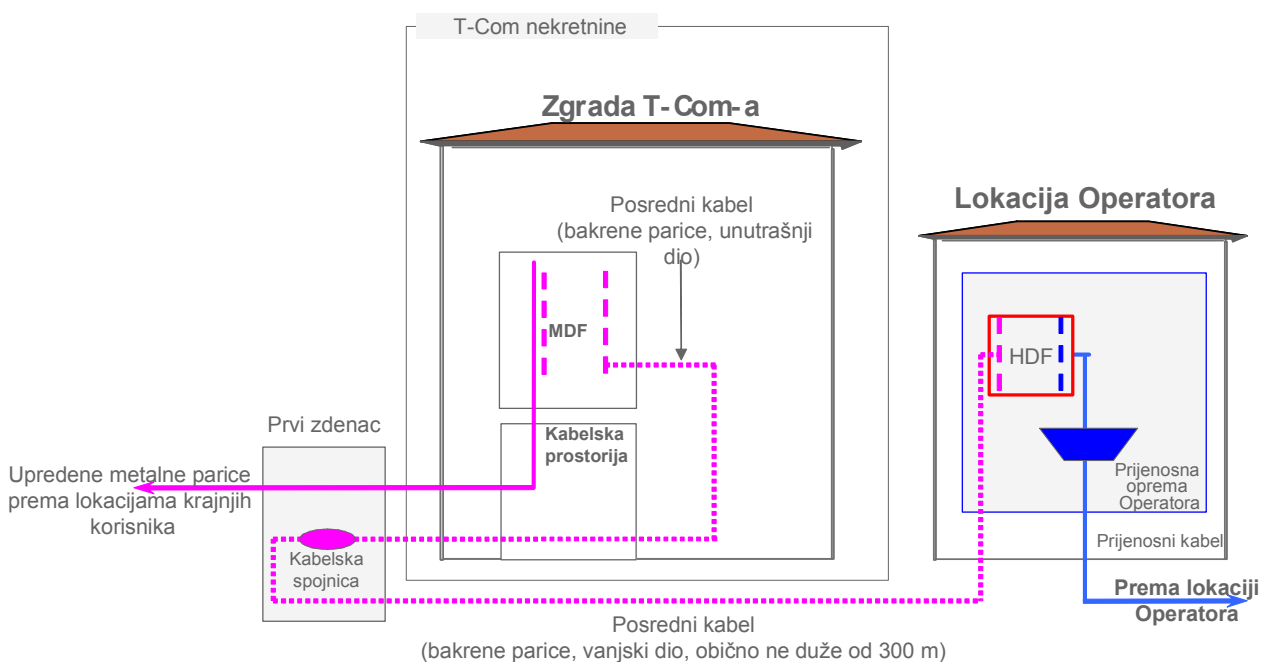 T-Com nekretnine
Zgrada T-Com-a
Lokacija Operatora
Posredni kabel
(bakrene parice, unutrašnji
dio)
MDF
HDF
Prvi zdenac
Kabelska
prostorija
Upredene metalne parice
prema lokacijama krajnjih
korisnika
Prijenosna
oprema
Operatora
Kabelska
spojnica
Prijenosni kabel
Prema lokaciji
Operatora
Posredni kabel
(bakrene parice, vanjski dio, obično ne duže od 300 m)